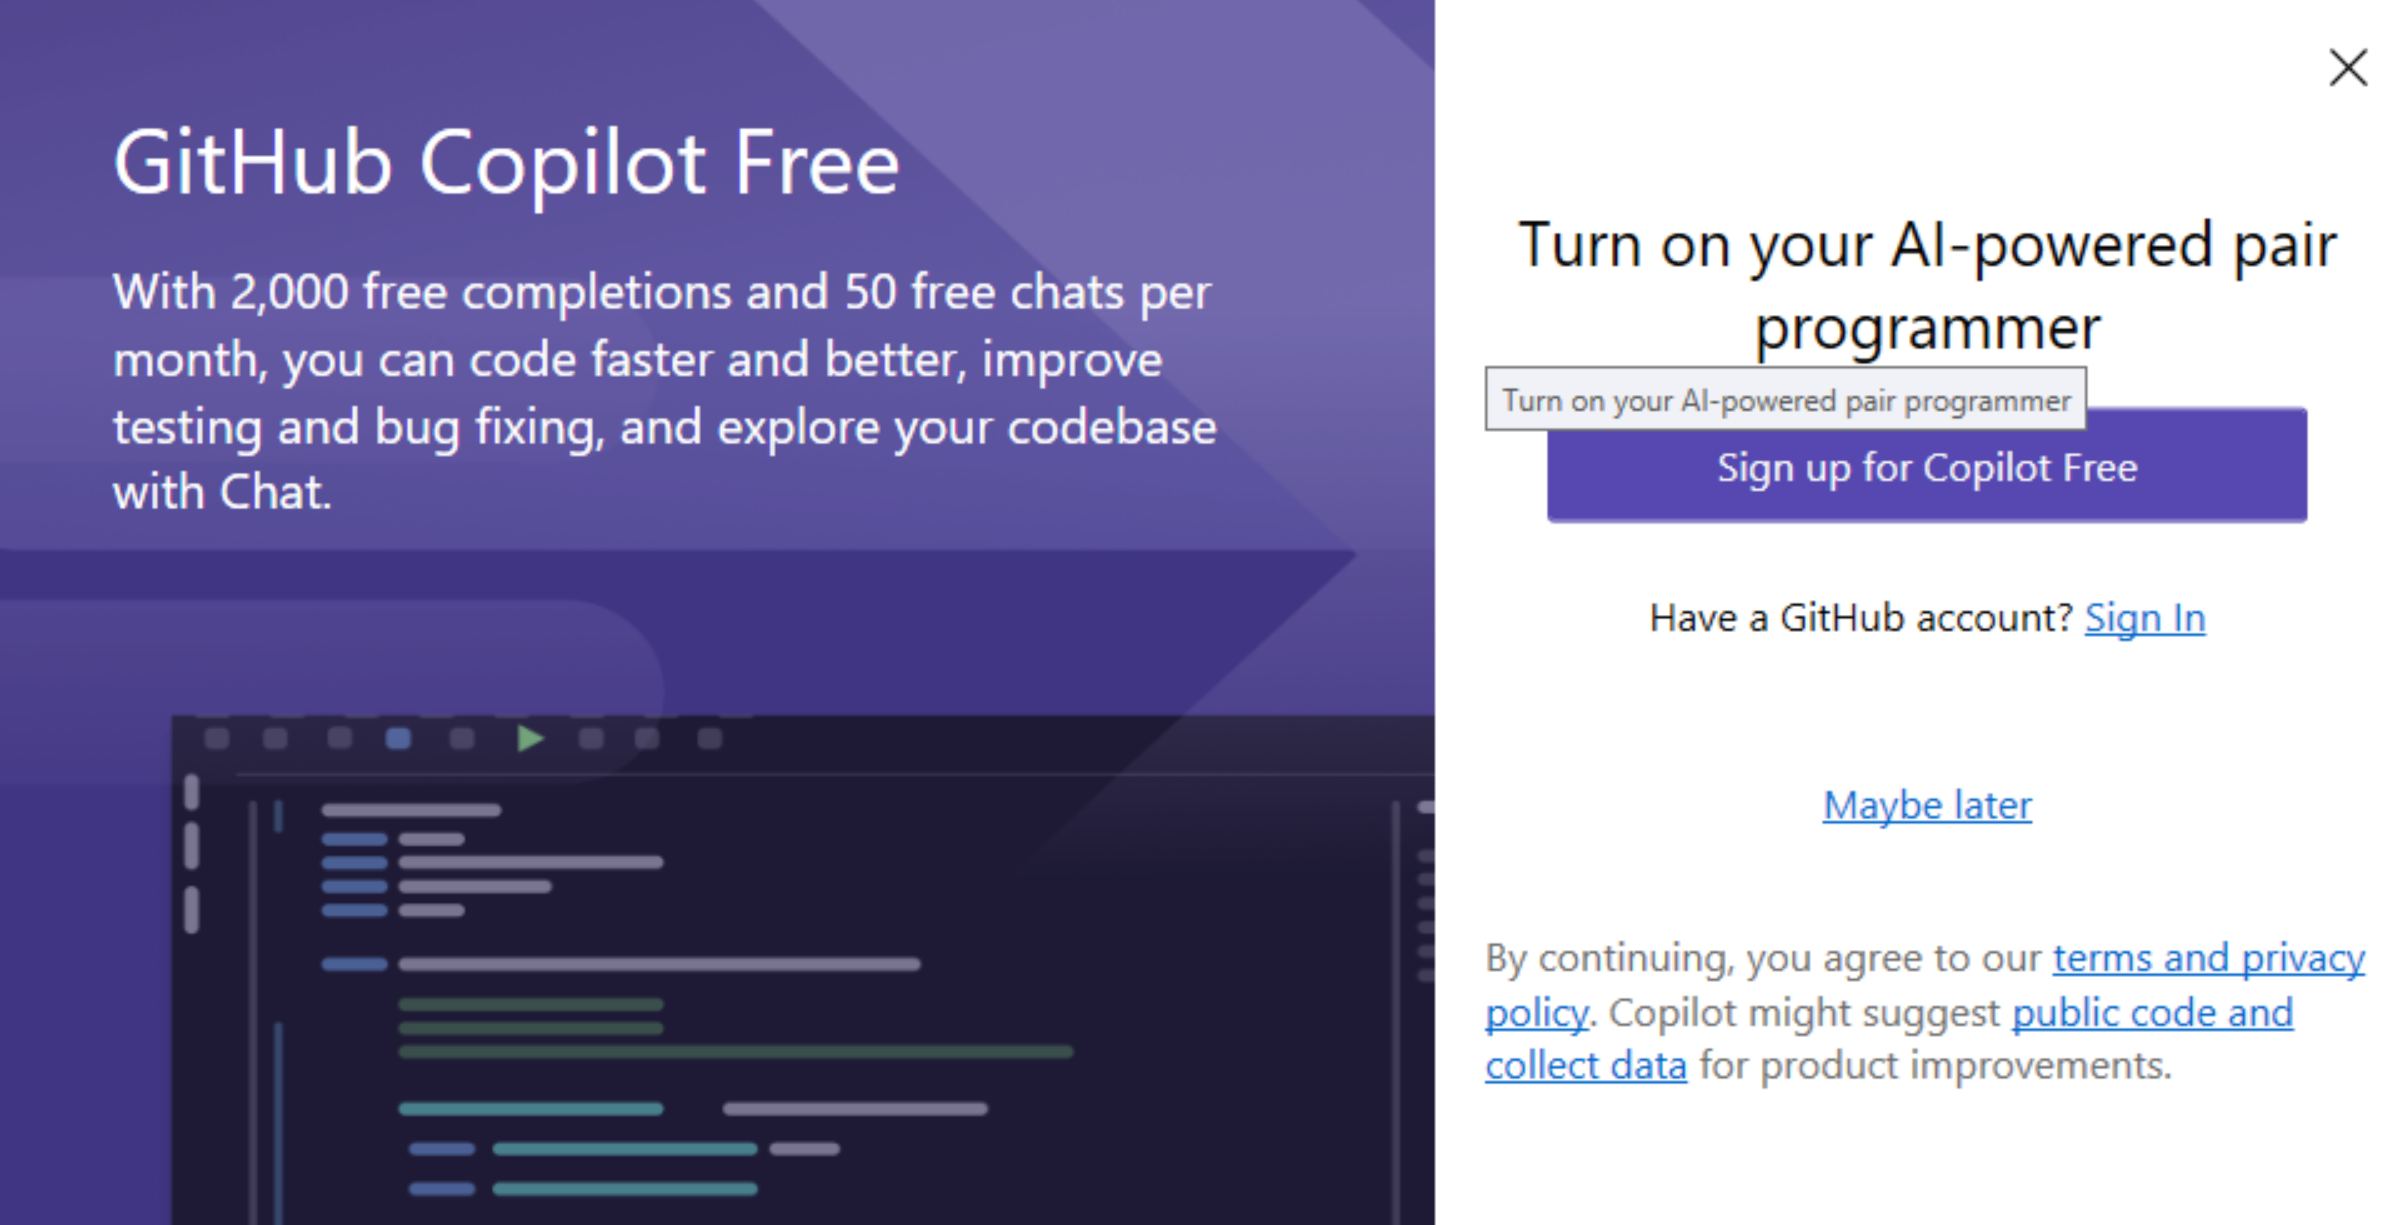 GitHub Copilot Free
With 2,000 free completions and 50 free chats per
month, you can code faster and better, improve
testing and bug fixing, and explore your codebase
with Chat.
Turn on your AI-powered pair
programmer
Turn on your AI-powered pair programmer
Sign up for Copilot Free
Have a GitHub account? Sign In
Maybe later
By continuing, you agree to our terms and privacy
policy. Copilot might suggest public code and
collect data for product improvements.